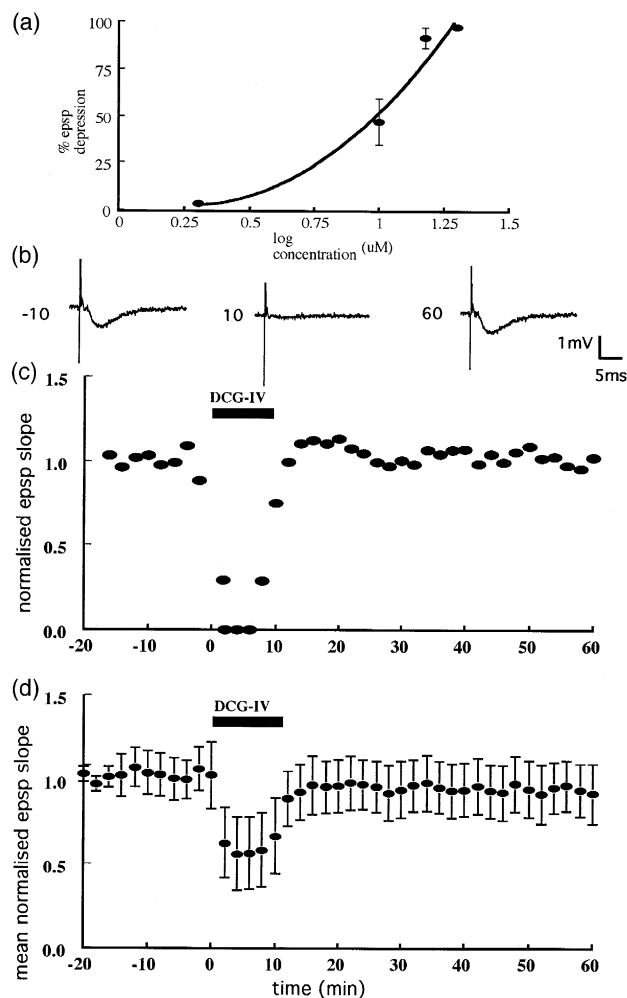 (a)
100
75
50
25
0
% epsp
depression
0 0.25 0.5 0.75 1 1.25 1.5
log
concentration (uM)
(b)
-10 10 60
1mV
5ms
(c)
1.5
1.0
0.5
0.0
normalised epsp slope
DCG-IV
-20 -10 0 10 20 30 40 50 60
(d)
1.5
1.0
0.5
0.0
mean normalised epsp slope
DCG-IV
-20 -10 0 10 20 30 40 50 60
time (min)